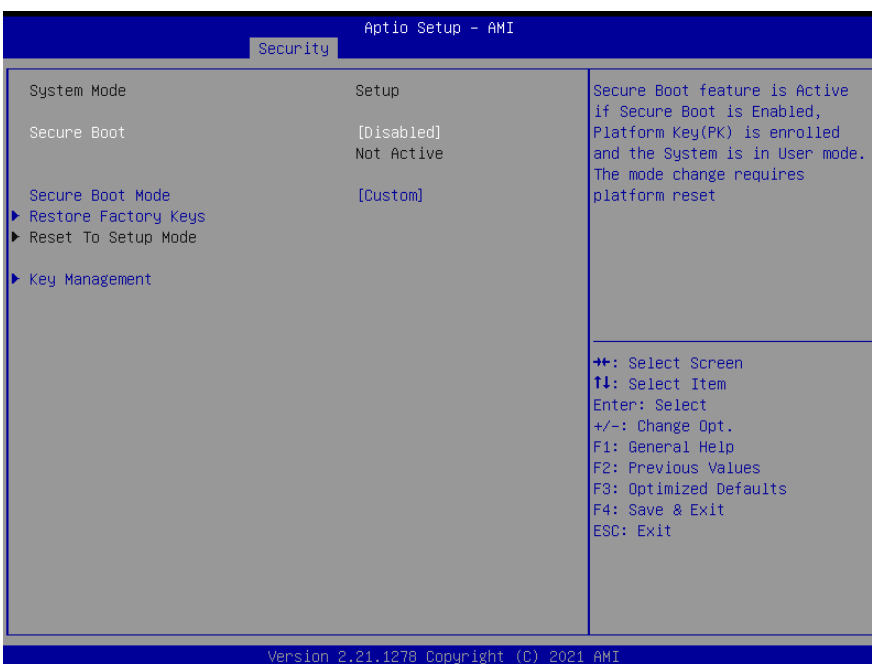 Aptio Setup – AMI
Security
System Mode Setup
Secure Boot [Disabled]
Not Active
Secure Boot Mode [Custom]
Restore Factory Keys
Reset To Setup Mode
Key Management
Secure Boot feature is Active
if Secure Boot is Enabled,
Platform Key(PK) is enrolled
and the System is in User mode.
The mode change requires
platform reset
→←: Select Screen
↑↓: Select Item
Enter: Select
+/-: Change Opt.
F1: General Help
F2: Previous Values
F3: Optimized Defaults
F4: Save & Exit
ESC: Exit
Version 2.21.1278 Copyright (C) 2021 AMI